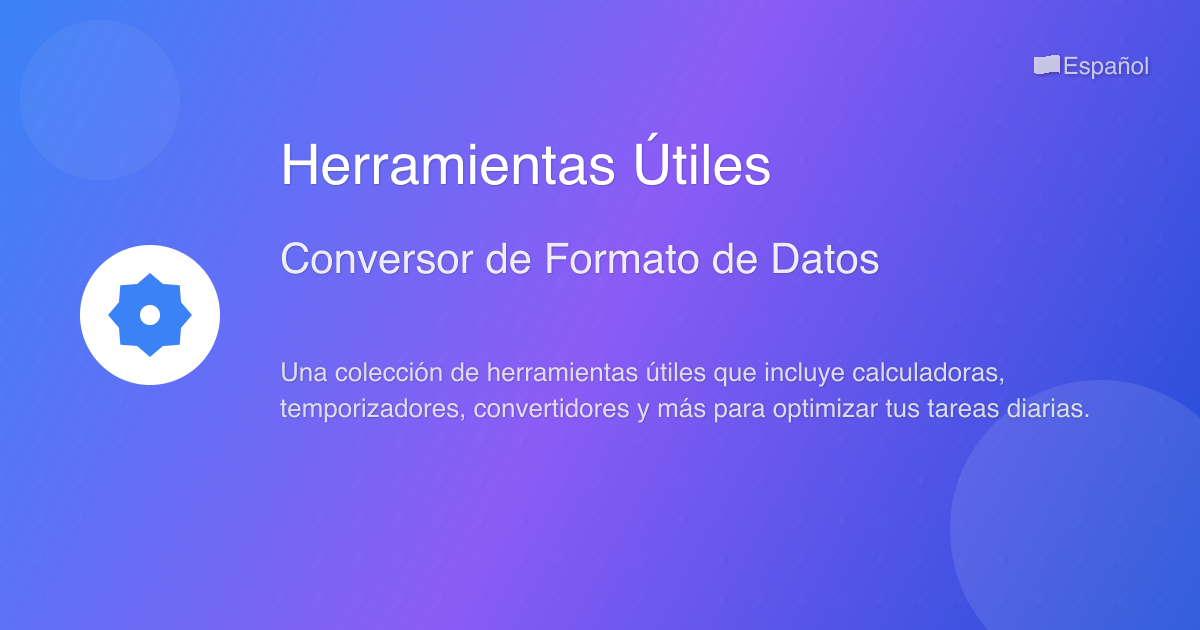 Español
Herramientas Útiles
Conversor de Formato de Datos
Una colección de herramientas útiles que incluye calculadoras,
temporizadores, convertidores y más para optimizar tus tareas diarias.